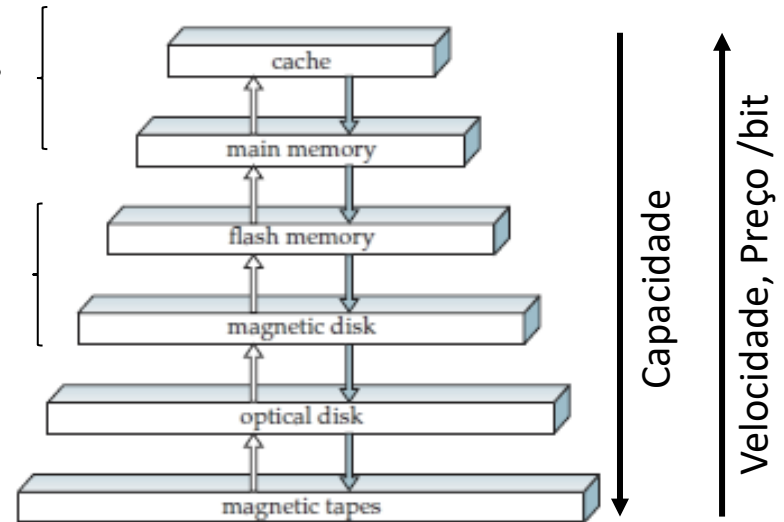 cache
main memory
flash memory
magnetic disk
optical disk
magnetic tapes
Capacidade
Velocidade, Preço /bit